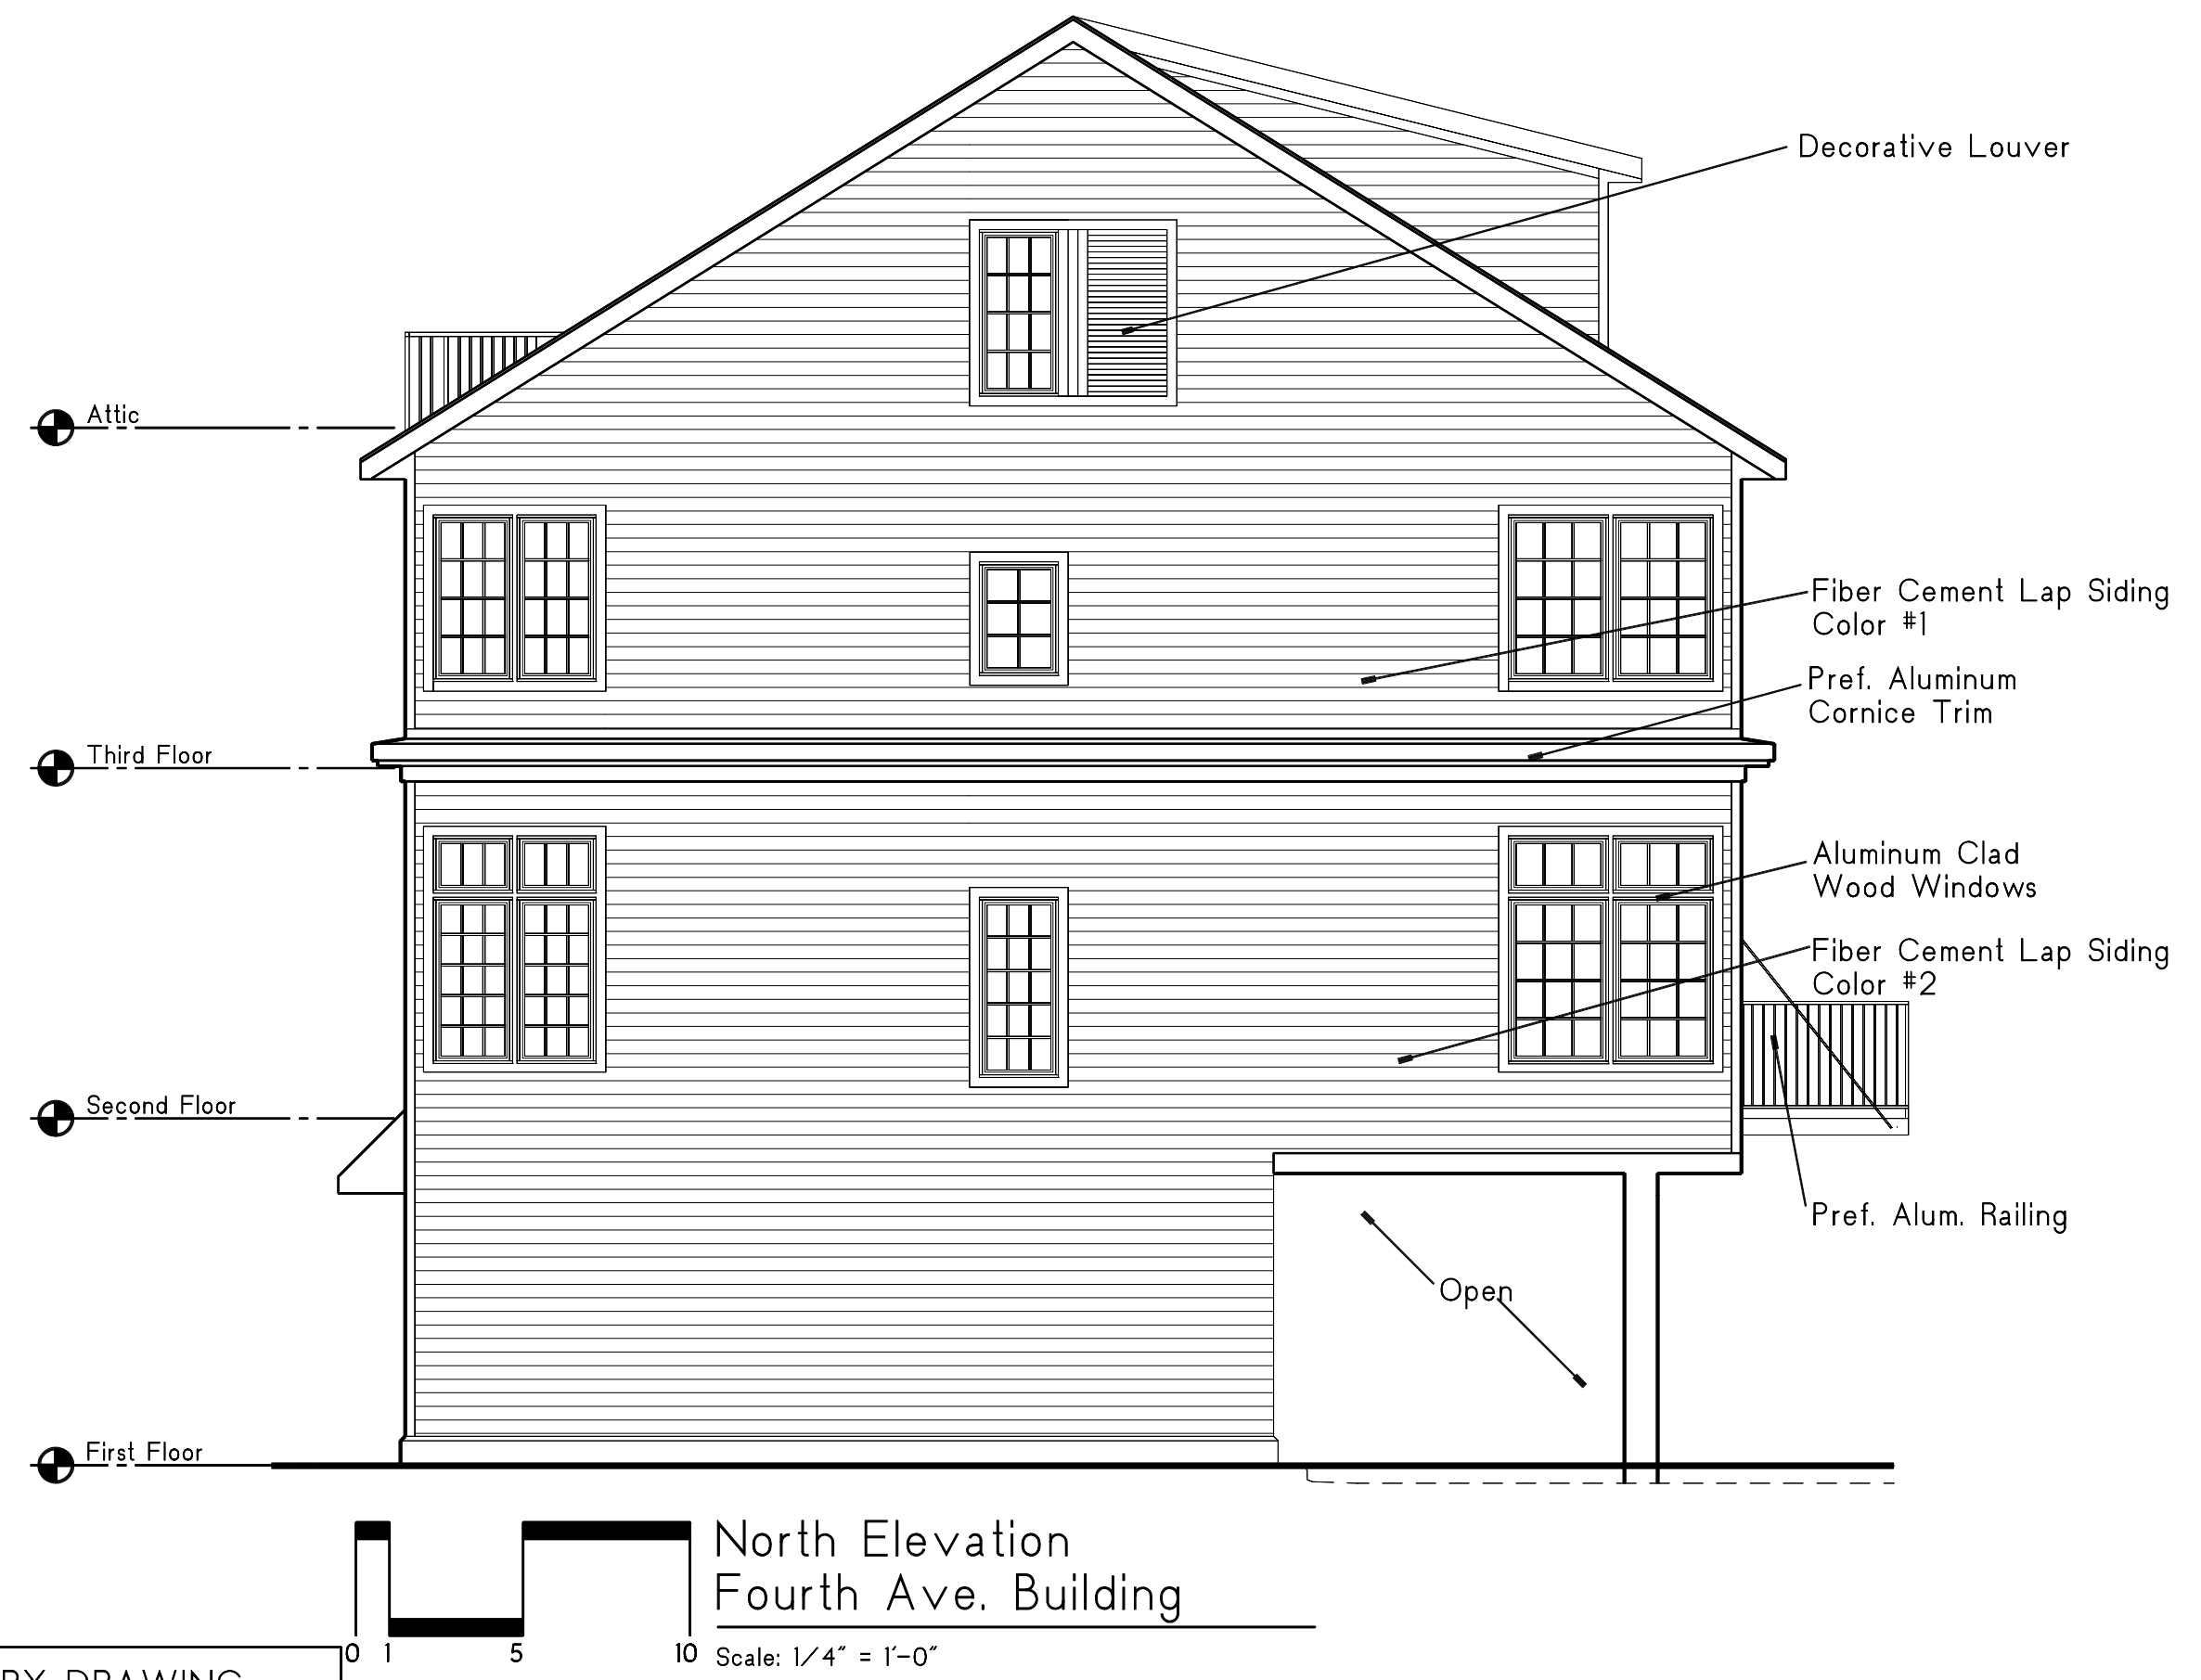 Decorative Louver
Attic
Fiber Cement Lap Siding
Color #1
Pref. Aluminum
Cornice Trim
Third Floor
Aluminum Clad
Wood Windows
Fiber Cement Lap Siding
Color #2
Second Floor
Pref. Alum. Railing
Open
First Floor
North Elevation
Fourth Ave. Building
0 1 5 10
Scale: 1/4" = 1'-0"
DRAWING